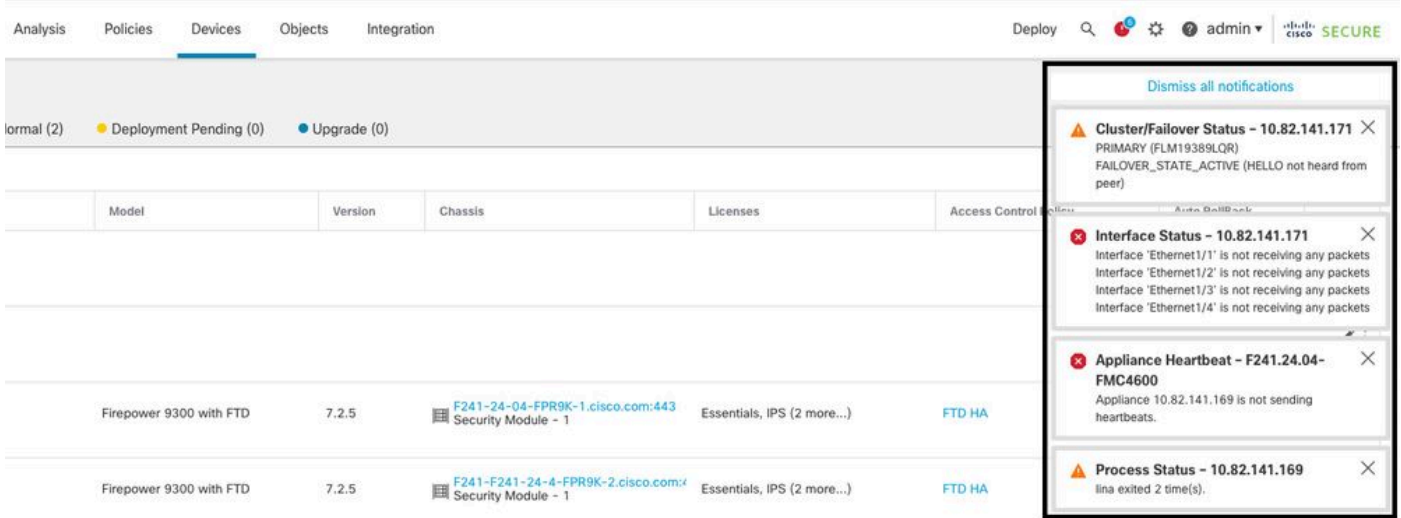 Analysis Policies Devices Objects Integration Deploy 6 admin cisco SECURE
Dismiss all notifications
ormal (2) Deployment Pending (0) Upgrade (0)
Cluster/Failover Status - 10.82.141.171
PRIMARY (FLM19389LQR)
FAILOVER_STATE_ACTIVE (HELLO not heard from
peer)
Model Version Chassis Licenses Access Control Policy Auto RollBack
Interface Status - 10.82.141.171
Interface 'Ethernet1/1' is not receiving any packets
Interface 'Ethernet1/2' is not receiving any packets
Interface 'Ethernet1/3' is not receiving any packets
Interface 'Ethernet1/4' is not receiving any packets
Appliance Heartbeat - F241.24.04-
FMC4600
Appliance 10.82.141.169 is not sending
heartbeats.
Firepower 9300 with FTD 7.2.5 F241-24-04-FPR9K-1.cisco.com:443 Essentials, IPS (2 more...) FTD HA
Security Module - 1
Process Status - 10.82.141.169
lina exited 2 time(s).
Firepower 9300 with FTD 7.2.5 F241-F241-24-4-FPR9K-2.cisco.com:4 Essentials, IPS (2 more...) FTD HA
Security Module - 1